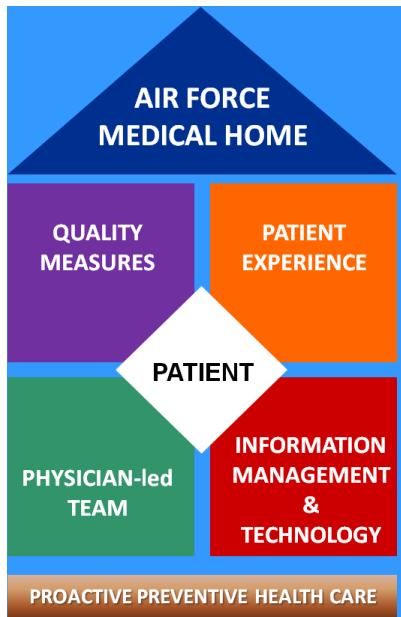 AIR FORCE
MEDICAL HOME
QUALITY
MEASURES
PATIENT
EXPERIENCE
PATIENT
PHYSICIAN-led
TEAM
INFORMATION
MANAGEMENT
&
TECHNOLOGY
PROACTIVE PREVENTIVE HEALTH CARE